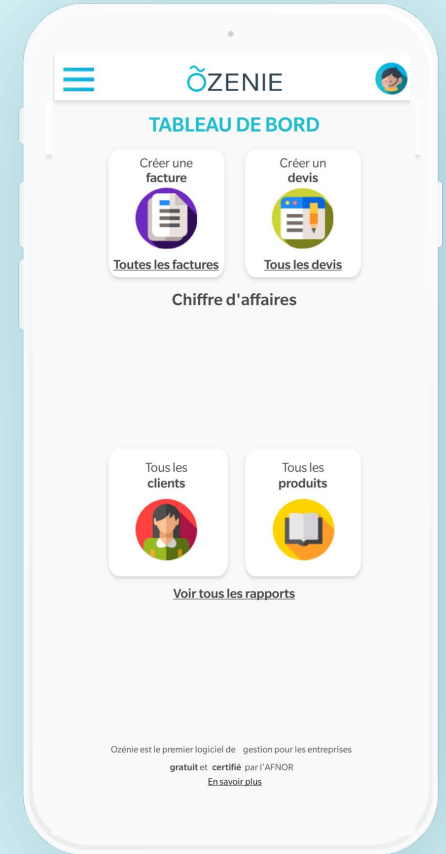 ÕZENIE
TABLEAU DE BORD
Créer une
facture
Créer un
devis
Toutes les factures
Tous les devis
Chiffre d'affaires
Tous les
clients
Tous les
produits
Voir tous les rapports
Ozénie est le premier logiciel de gestion pour les entreprises
gratuit et certifié par l'AFNOR
En savoir plus